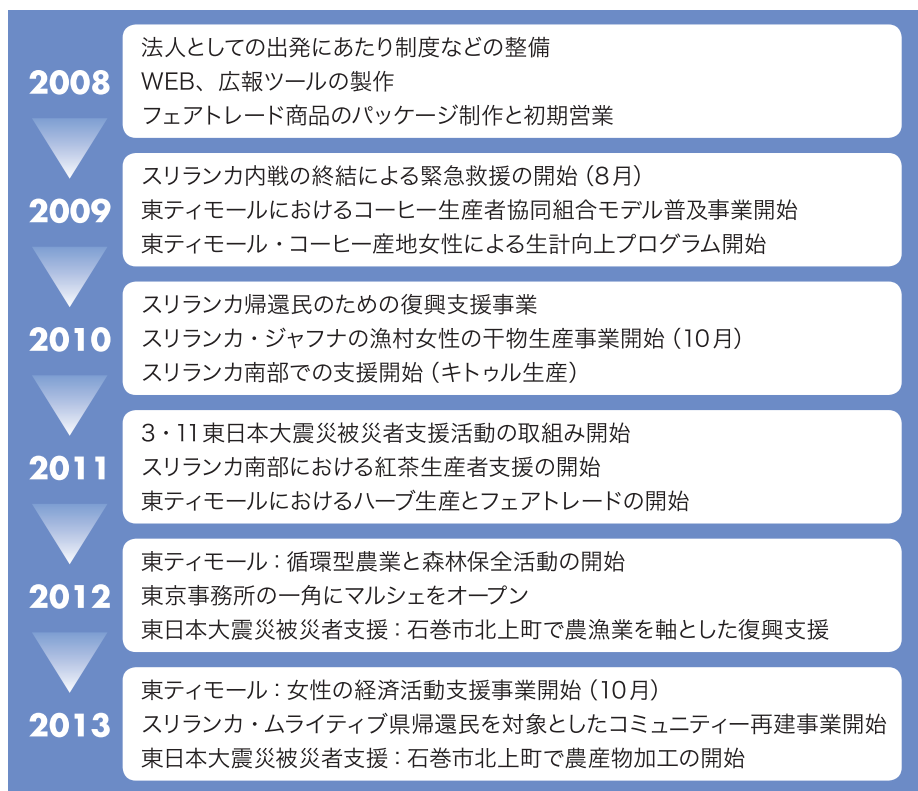 2008
法人としての出発にあたり制度などの整備
WEB、広報ツールの製作
フェアトレード商品のパッケージ制作と初期営業
2009
スリランカ内戦の終結による緊急救援の開始（8月）
東ティモールにおけるコーヒー生産者協同組合モデル普及事業開始
東ティモール・コーヒー産地女性による生計向上プログラム開始
2010
スリランカ帰還民のための復興支援事業
スリランカ・ジャフナの漁村女性の干物生産事業開始（10月）
スリランカ南部での支援開始（キトゥル生産）
2011
3・11東日本大震災被災者支援活動の取組み開始
スリランカ南部における紅茶生産者支援の開始
東ティモールにおけるハーブ生産とフェアトレードの開始
2012
東ティモール：循環型農業と森林保全活動の開始
東京事務所の一角にマルシェをオープン
東日本大震災被災者支援：石巻市北上町で農漁業を軸とした復興支援
2013
東ティモール：女性の経済活動支援事業開始（10月）
スリランカ・ムライティブ県帰還民を対象としたコミュニティー再建事業開始
東日本大震災被災者支援：石巻市北上町で農産物加工の開始